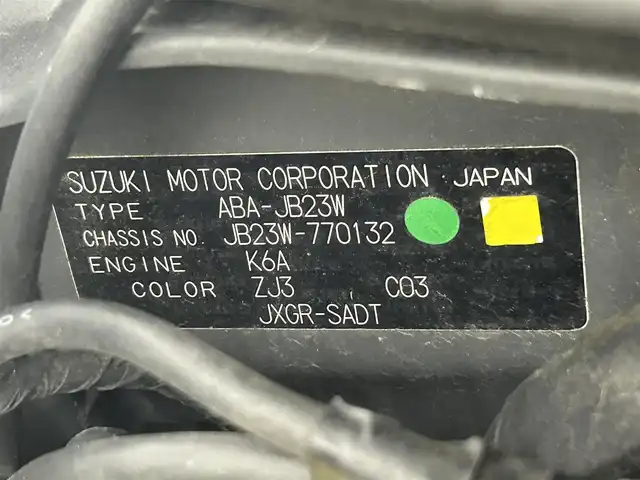 SUZUKI MOTOR CORPORATION JAPAN
TYPE ABA-JB23W
CHASSIS NO. JB23W-770132
ENGINE K6A
COLOR ZJ3 C03
JXGR-SADT